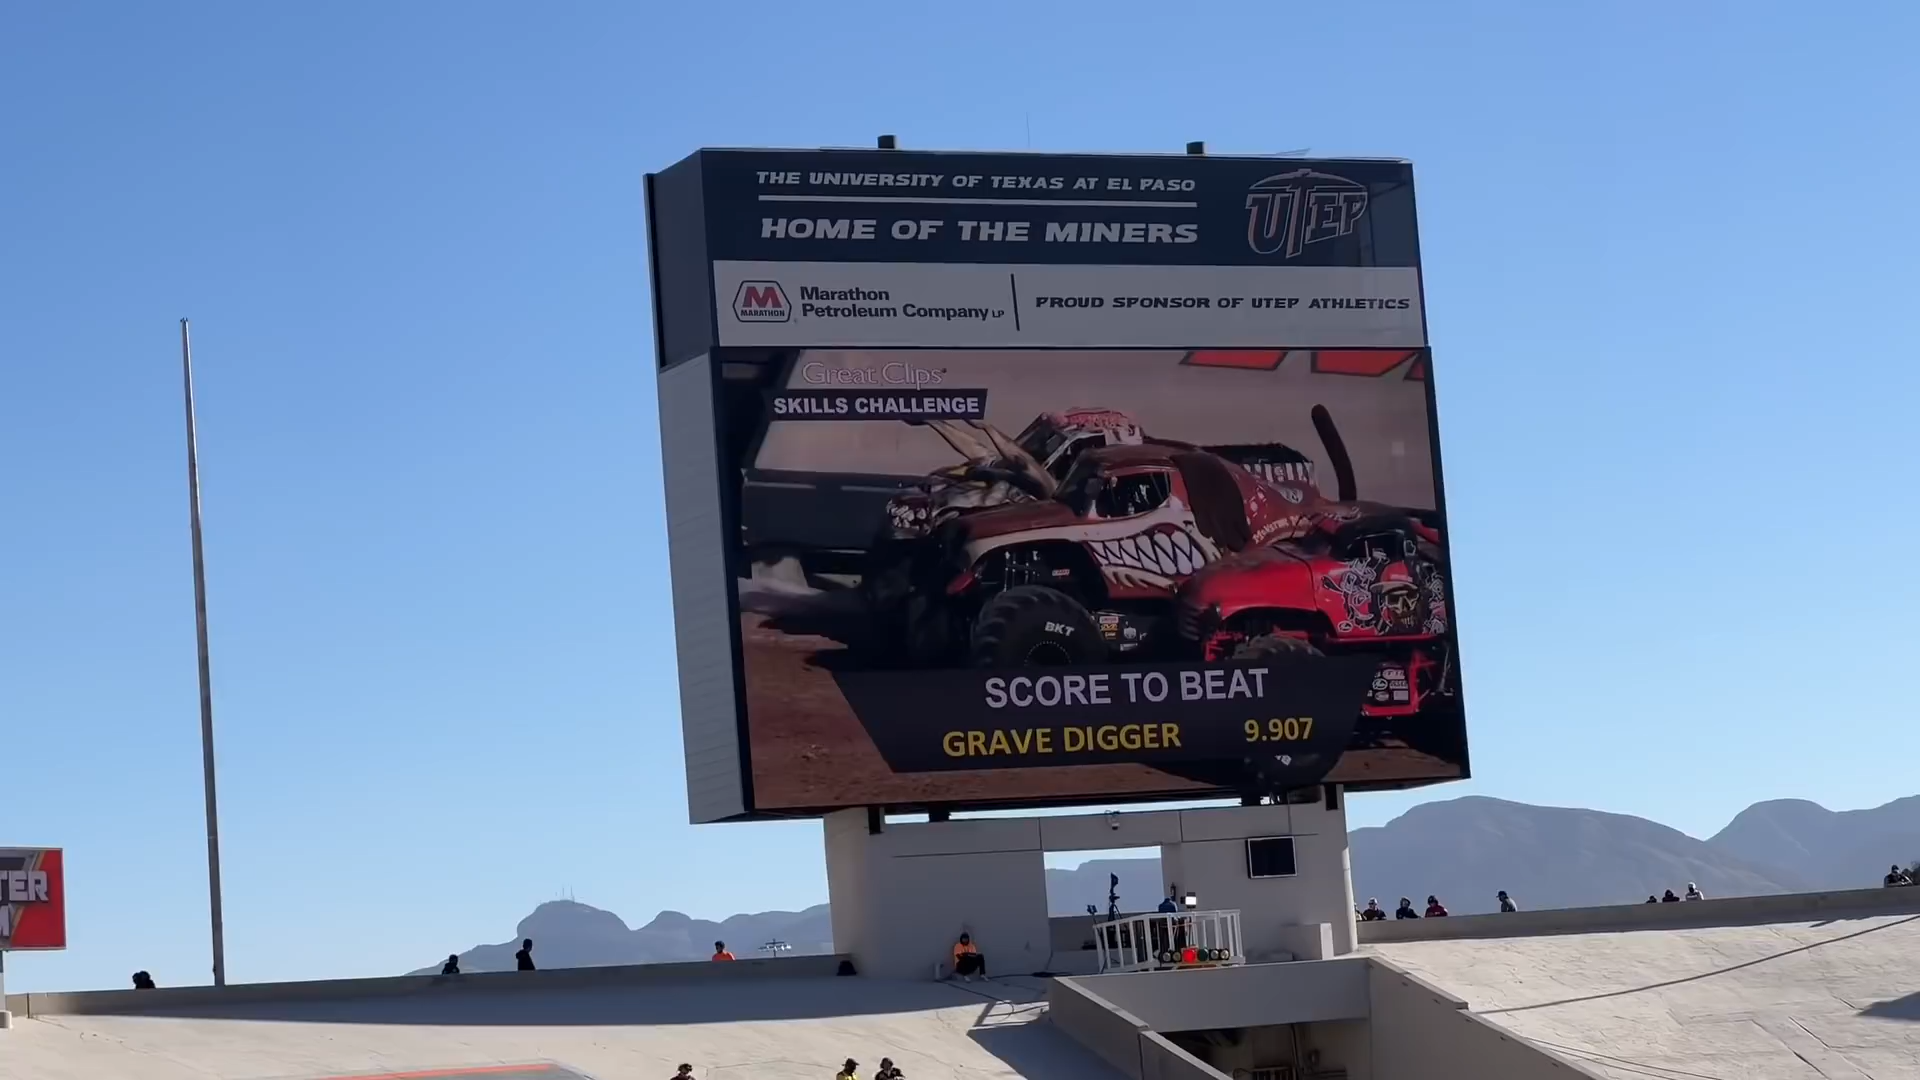 THE UNIVERSITY OF TEXAS AT EL PASO
HOME OF THE MINERS
UTEP
MARATHON
Marathon
Petroleum Company LP
PROUD SPONSOR OF UTEP ATHLETICS
Great Clips
SKILLS CHALLENGE
BKT
SCORE TO BEAT
GRAVE DIGGER 9.907
TER